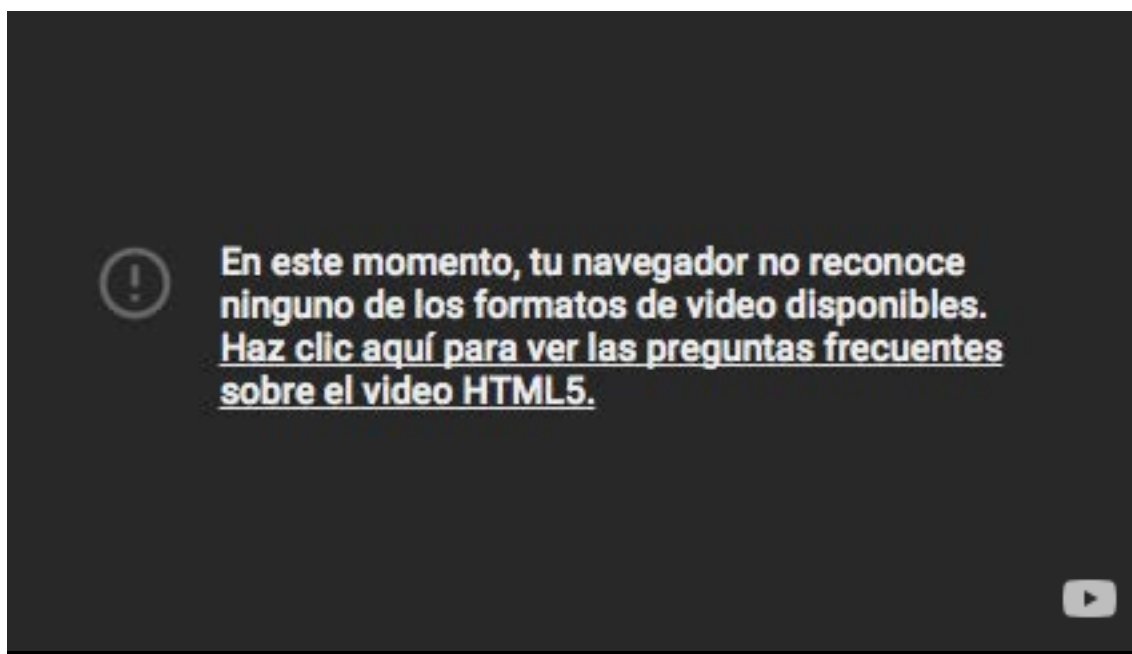 En este momento, tu navegador no reconoce
ninguno de los formatos de video disponibles.
Haz clic aquí para ver las preguntas frecuentes
sobre el video HTML5.